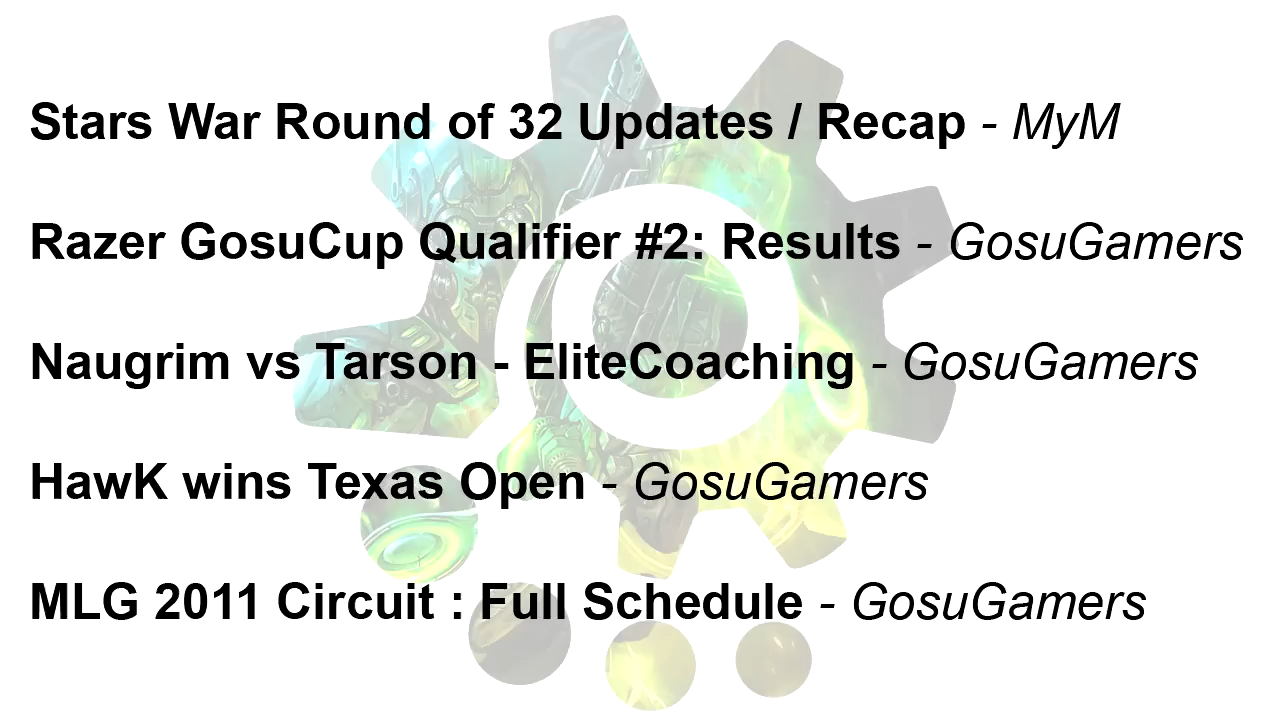 Stars War Round of 32 Updates / Recap - MyM
Razer GosuCup Qualifier #2: Results - GosuGamers
Naugrim vs Tarson - EliteCoaching - GosuGamers
HawK wins Texas Open - GosuGamers
MLG 2011 Circuit : Full Schedule - GosuGamers